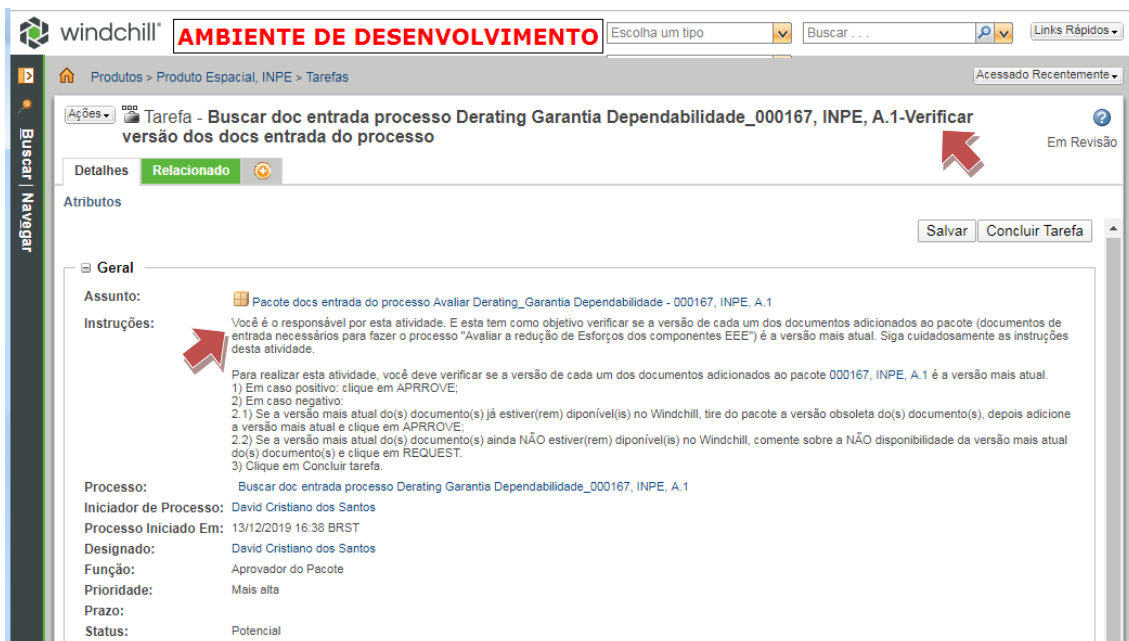 windchill®
AMBIENTE DE DESENVOLVIMENTO
Escolha um tipo
Buscar . . .
Links Rápidos
Produtos > Produto Espacial, INPE > Tarefas
Acessado Recentemente
Buscar | Navegar
Ações
Tarefa - Buscar doc entrada processo Derating Garantia Dependabilidade_000167, INPE, A.1-Verificar
versão dos docs entrada do processo
Em Revisão
Detalhes
Relacionado
Atributos
Salvar
Concluir Tarefa
Geral
Assunto: Pacote docs entrada do processo Avaliar Derating_Garantia Dependabilidade - 000167, INPE, A.1
Instruções: Você é o responsável por esta atividade. E esta tem como objetivo verificar se a versão de cada um dos documentos adicionados ao pacote (documentos de
entrada necessários para fazer o processo "Avaliar a redução de Esforços dos componentes EEE") é a versão mais atual. Siga cuidadosamente as instruções
desta atividade.
Para realizar esta atividade, você deve verificar se a versão de cada um dos documentos adicionados ao pacote 000167, INPE, A.1 é a versão mais atual.
1) Em caso positivo: clique em APRROVE;
2) Em caso negativo:
2.1) Se a versão mais atual do(s) documento(s) já estiver(rem) diponível(is) no Windchill, tire do pacote a versão obsoleta do(s) documento(s), depois adicione
a versão mais atual e clique em APRROVE;
2.2) Se a versão mais atual do(s) documento(s) ainda NÃO estiver(rem) diponível(is) no Windchill, comente sobre a NÃO disponibilidade da versão mais atual
do(s) documento(s) e clique em REQUEST.
3) Clique em Concluir tarefa.
Processo: Buscar doc entrada processo Derating Garantia Dependabilidade_000167, INPE, A.1
Iniciador de Processo: David Cristiano dos Santos
Processo Iniciado Em: 13/12/2019 16:38 BRST
Designado: David Cristiano dos Santos
Função: Aprovador do Pacote
Prioridade: Mais alta
Prazo:
Status: Potencial